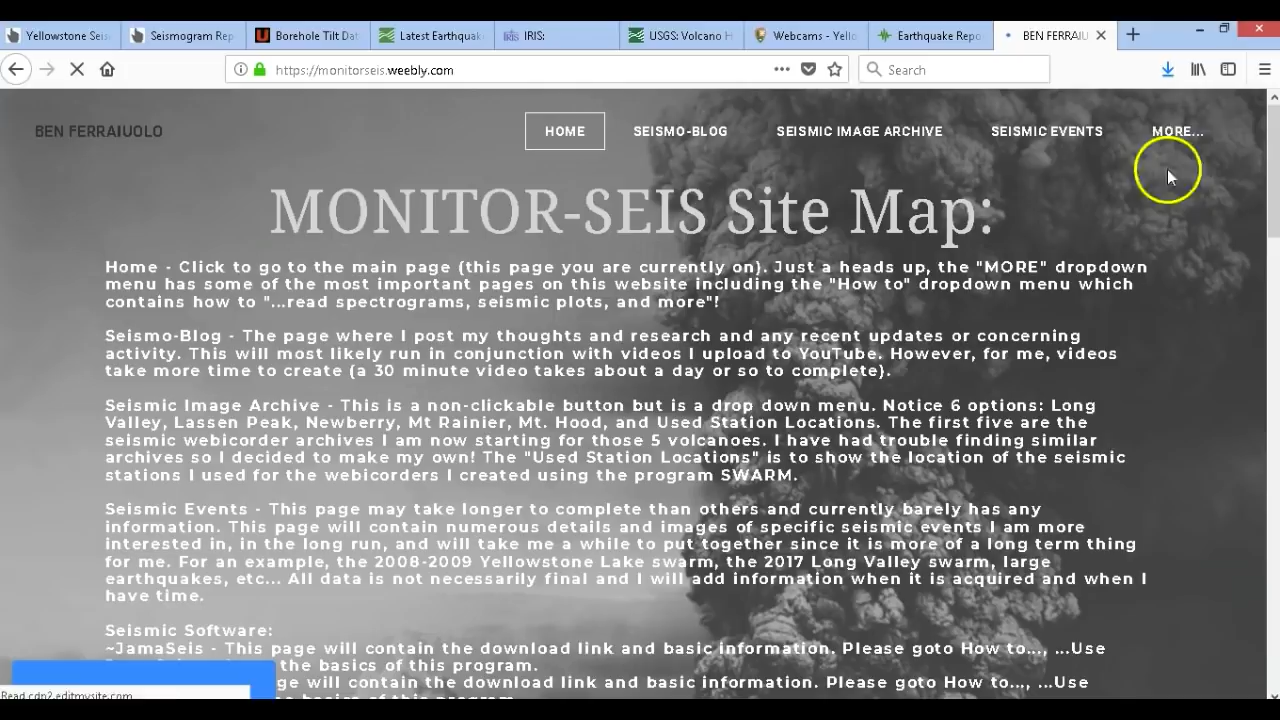 Yellowstone Seis
Seismogram Rep
Borehole Tilt Dat
Latest Earthquak
IRIS:
USGS: Volcano H
Webcams - Yello
Earthquake Repo
BEN FERRAIU
https://monitorseis.weebly.com
Search
BEN FERRAIUOLO
HOME
SEISMO-BLOG
SEISMIC IMAGE ARCHIVE
SEISMIC EVENTS
MORE...
MONITOR-SEIS Site Map:
Home - Click to go to the main page (this page you are currently on). Just a heads up, the "MORE" dropdown
menu has some of the most important pages on this website including the "How to" dropdown menu which
contains how to "...read spectrograms, seismic plots, and more"!
Seismo-Blog - The page where I post my thoughts and research and any recent updates or concerning
activity. This will most likely run in conjunction with videos I upload to YouTube. However, for me, videos
take more time to create (a 30 minute video takes about a day or so to complete).
Seismic Image Archive - This is a non-clickable button but is a drop down menu. Notice 6 options: Long
Valley, Lassen Peak, Newberry, Mt Rainier, Mt. Hood, and Used Station Locations. The first five are the
seismic webicorder archives I am now starting for those 5 volcanoes. I have had trouble finding similar
archives so I decided to make my own! The "Used Station Locations" is to show the location of the seismic
stations I used for the webicorders I created using the program SWARM.
Seismic Events - This page may take longer to complete than others and currently barely has any
information. This page will contain numerous details and images of specific seismic events I am more
interested in, in the long run, and will take me a while to put together since it is more of a long term thing
for me. For an example, the 2008-2009 Yellowstone Lake swarm, the 2017 Long Valley swarm, large
earthquakes, etc... All data is not necessarily final and I will add information when it is acquired and when I
have time.
Seismic Software:
~JamaSeis - This page will contain the download link and basic information. Please goto How to..., ...Use
the basics of this program.
ge will contain the download link and basic information. Please goto How to..., ...Use
Read cdn2.editmysite.com